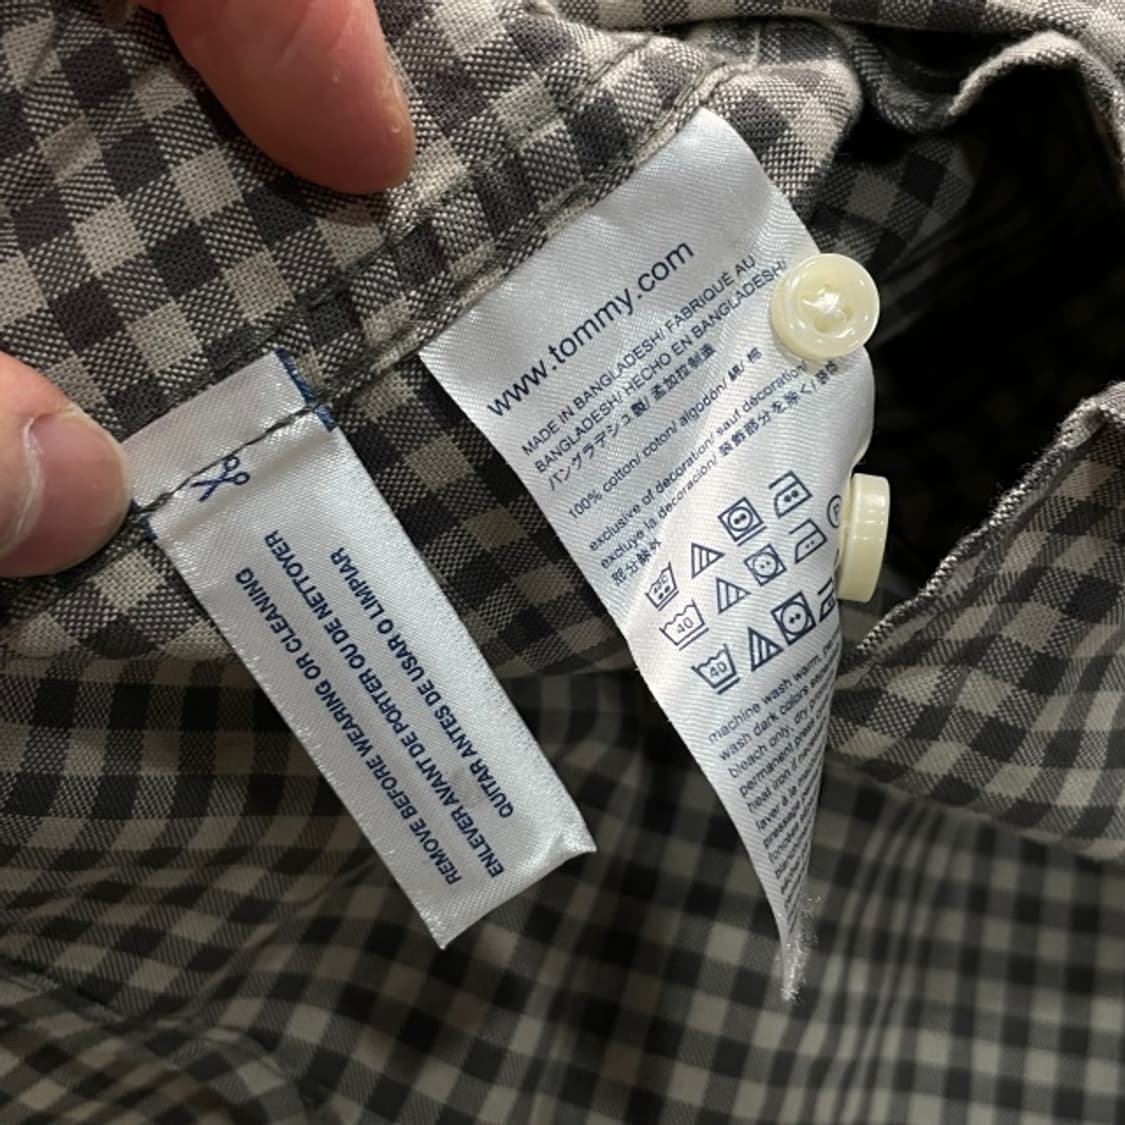 www.tommy.com
MADE IN BANGLADESH/ FABRIQUÉ AU
BANGLADESH/ HECHO EN BANGLADESH/
バングラデシュ製/ 孟加拉制造
100% cotton/ coton/ algodón/ 綿/ 棉
exclusive of decoration/ sauf décoration/
excluye la decoración/ 装飾部分を除く/
部分除外
40
40
machine wash warm,
wash dark colors
bleach only, dry
permanent press
heat iron if
laver à la
REMOVE BEFORE WEARING OR CLEANING
ENLEVER AVANT DE PORTER OU DE NETTOYER
QUITAR ANTES DE USAR O LIMPIAR